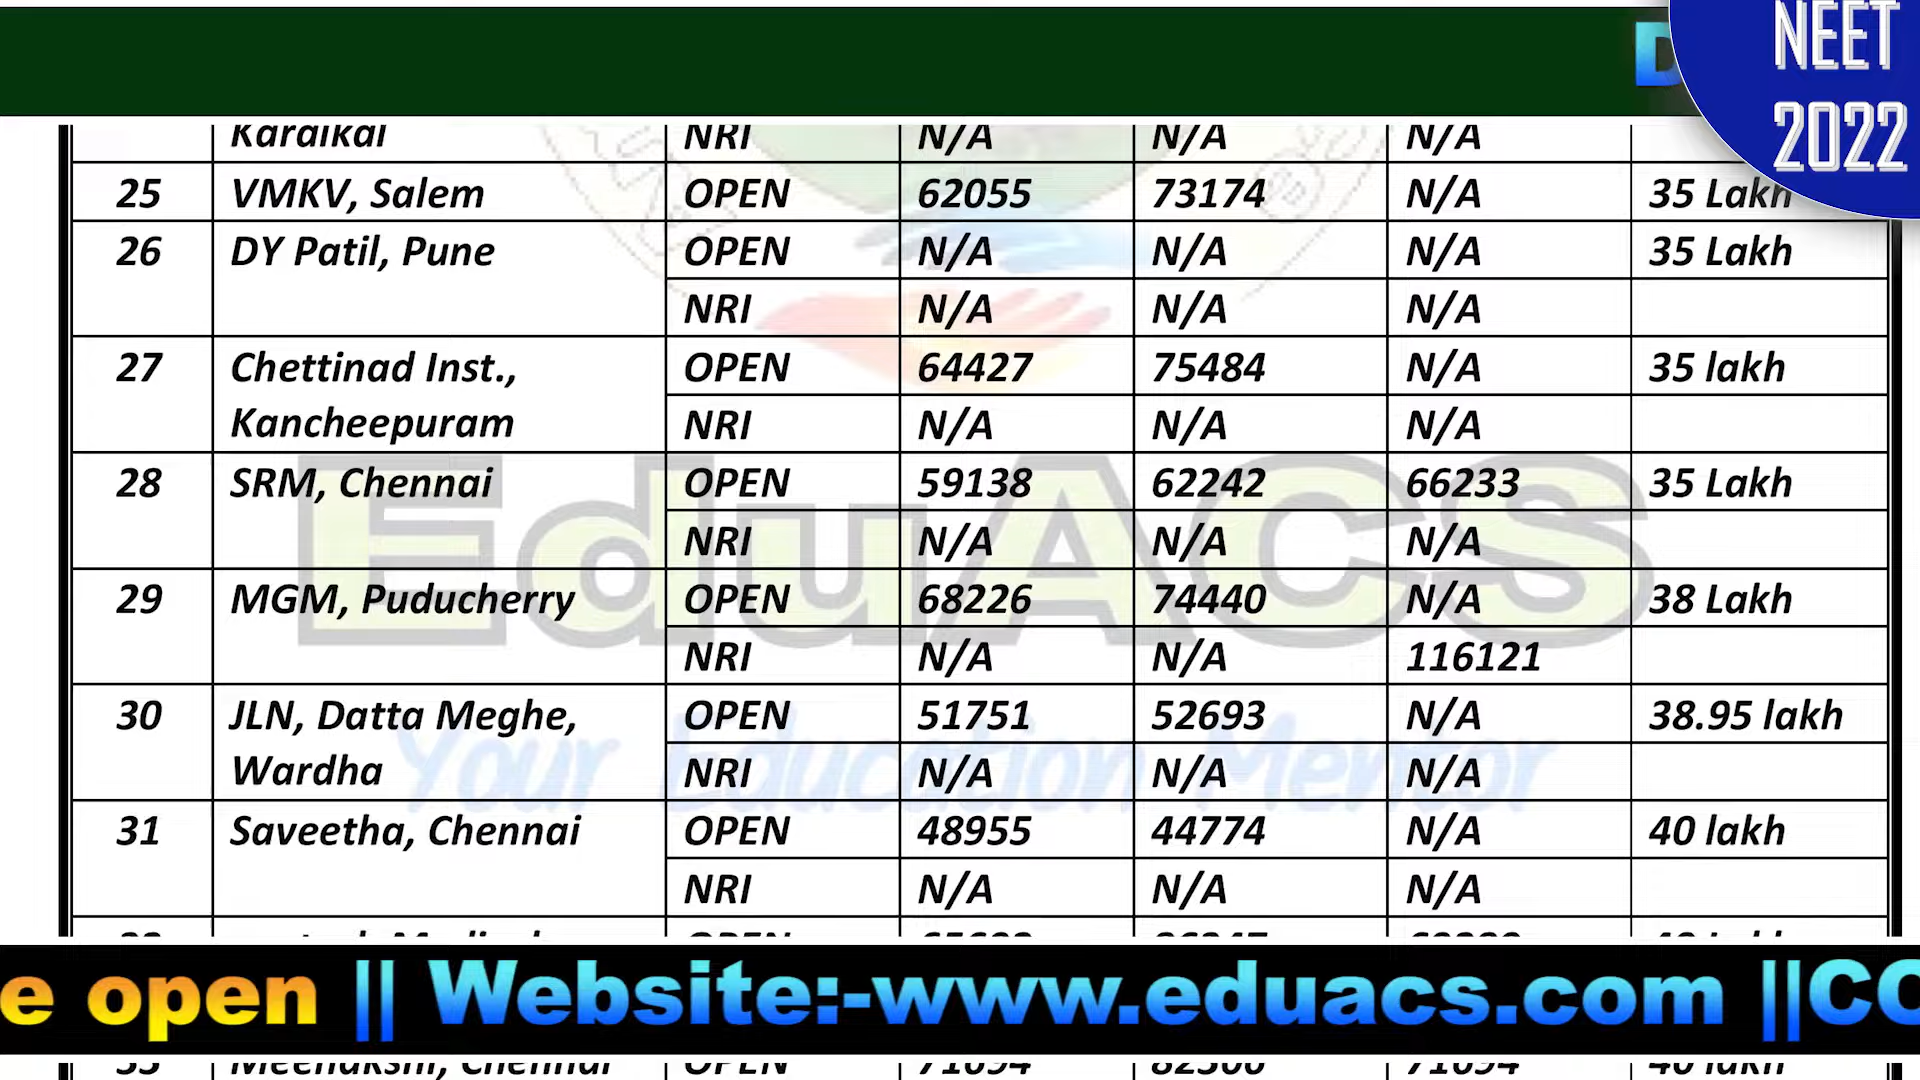 NEET
2022
Karaikal NRI N/A N/A N/A
25 VMKV, Salem OPEN 62055 73174 N/A 35 Lakh
26 DY Patil, Pune OPEN N/A N/A N/A 35 Lakh
NRI N/A N/A N/A
27 Chettinad Inst., OPEN 64427 75484 N/A 35 lakh
Kancheepuram NRI N/A N/A N/A
28 SRM, Chennai OPEN 59138 62242 66233 35 Lakh
NRI N/A N/A N/A
29 MGM, Puducherry OPEN 68226 74440 N/A 38 Lakh
NRI N/A N/A 116121
30 JLN, Datta Meghe, OPEN 51751 52693 N/A 38.95 lakh
Wardha NRI N/A N/A N/A
31 Saveetha, Chennai OPEN 48955 44774 N/A 40 lakh
NRI N/A N/A N/A
EduACS
Your Education Mentor
e open || Website:-www.eduacs.com ||CO
Meenakshi, Chennai OPEN